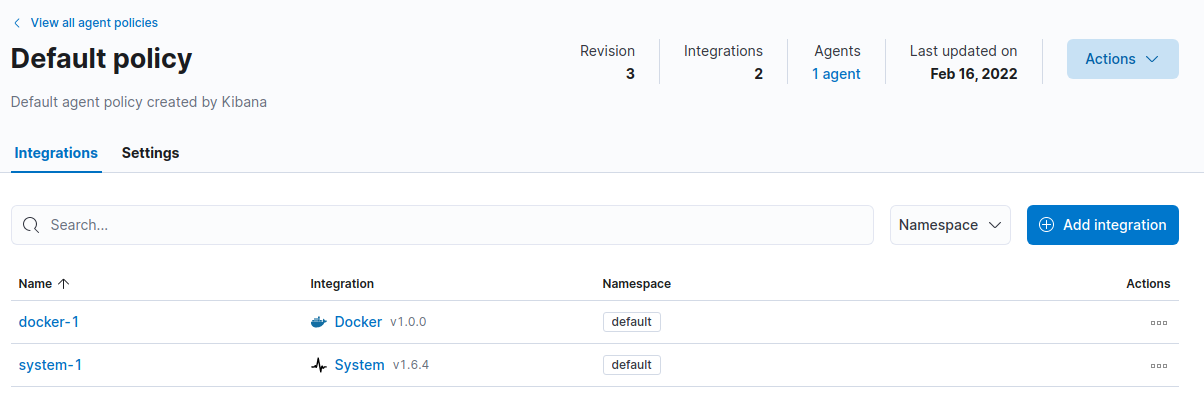 View all agent policies
Default policy
Default agent policy created by Kibana
Revision
3
Integrations
2
Agents
1 agent
Last updated on
Feb 16, 2022
Actions
Integrations Settings
Search...
Namespace
Add integration
Name Integration Namespace Actions
docker-1 Docker v1.0.0 default
system-1 System v1.6.4 default